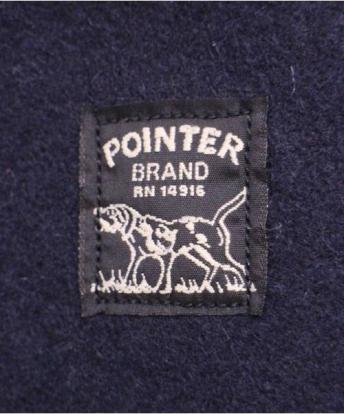 POINTER
BRAND
RN 14916